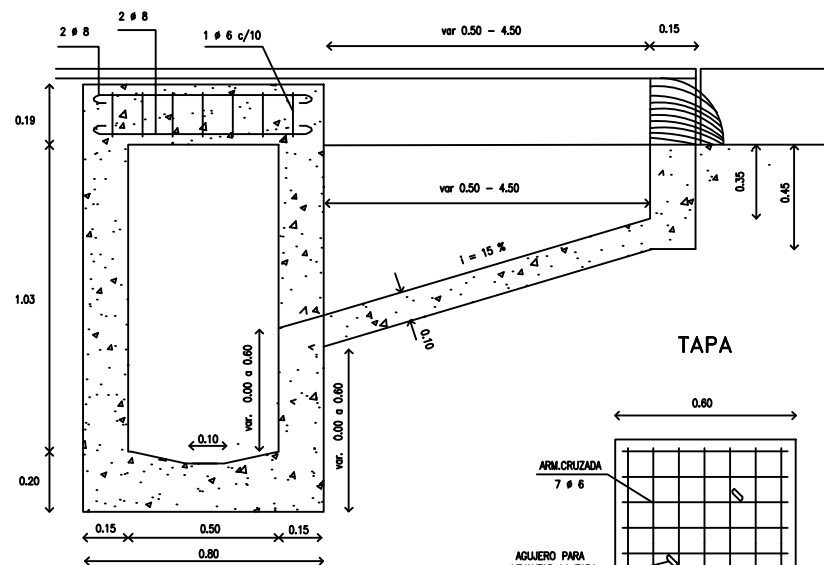 2 ø 8
2 ø 8
1 ø 6 c/10
var 0.50 - 4.50
0.15
0.19
var 0.50 - 4.50
0.35
0.45
i = 15 %
1.03
0.10
var. 0.00 a 0.60
var. 0.00 a 0.60
TAPA
0.60
0.10
ARM.CRUZADA
7 ø 6
0.20
0.15
0.50
0.15
0.80
AGUJERO PARA